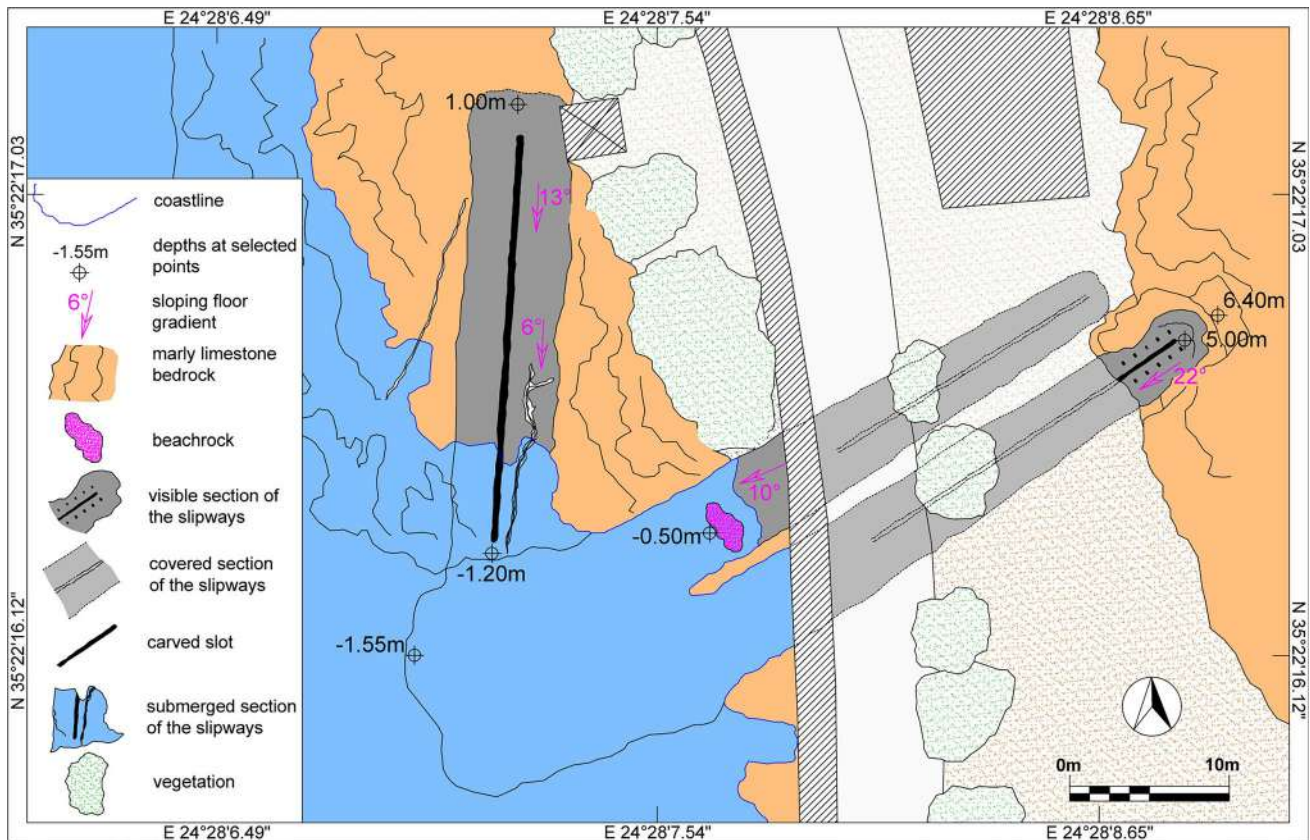 E 24°28'6.49"
E 24°28'7.54"
E 24°28'8.65"
N 35°22'17.03
N 35°22'17.03
1.00m
13°
6°
6.40m
5.00m
22°
10°
-0.50m
-1.20m
-1.55m
coastline
-1.55m
depths at selected
points
6°
sloping floor
gradient
marly limestone
bedrock
beachrock
visible section of
the slipways
covered section
of the slipways
carved slot
submerged section
of the slipways
vegetation
N 35°22'16.12"
N 35°22'16.12"
0m
10m
E 24°28'6.49"
E 24°28'7.54"
E 24°28'8.65"